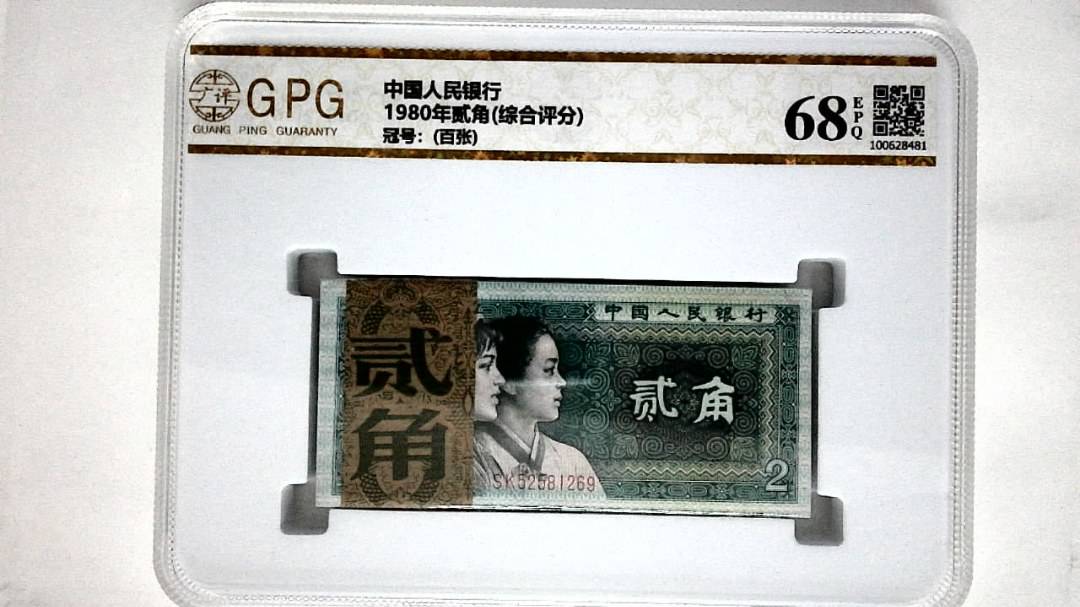 广评
GPG
GUANG PING GUARANTY
中国人民银行
1980年贰角(综合评分)
冠号：(百张)
68
EPQ
100628481
贰角
中国人民银行
贰角
SK52581269
2